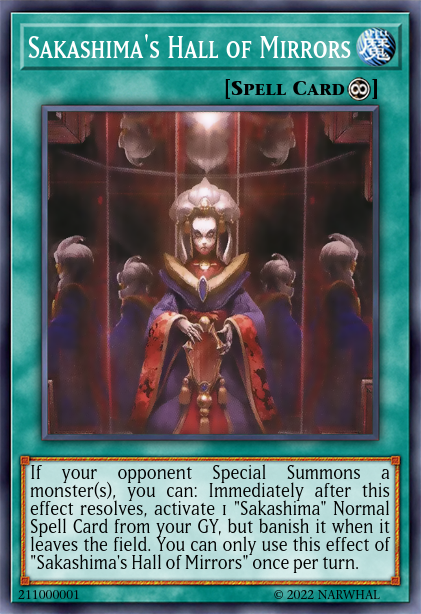 Sakashima's Hall of Mirrors
魔
[Spell Card]
If your opponent Special Summons a
monster(s), you can: Immediately after this
effect resolves, activate 1 "Sakashima" Normal
Spell Card from your GY, but banish it when it
leaves the field. You can only use this effect of
"Sakashima's Hall of Mirrors" once per turn.
211000001
© 2022 NARWHAL